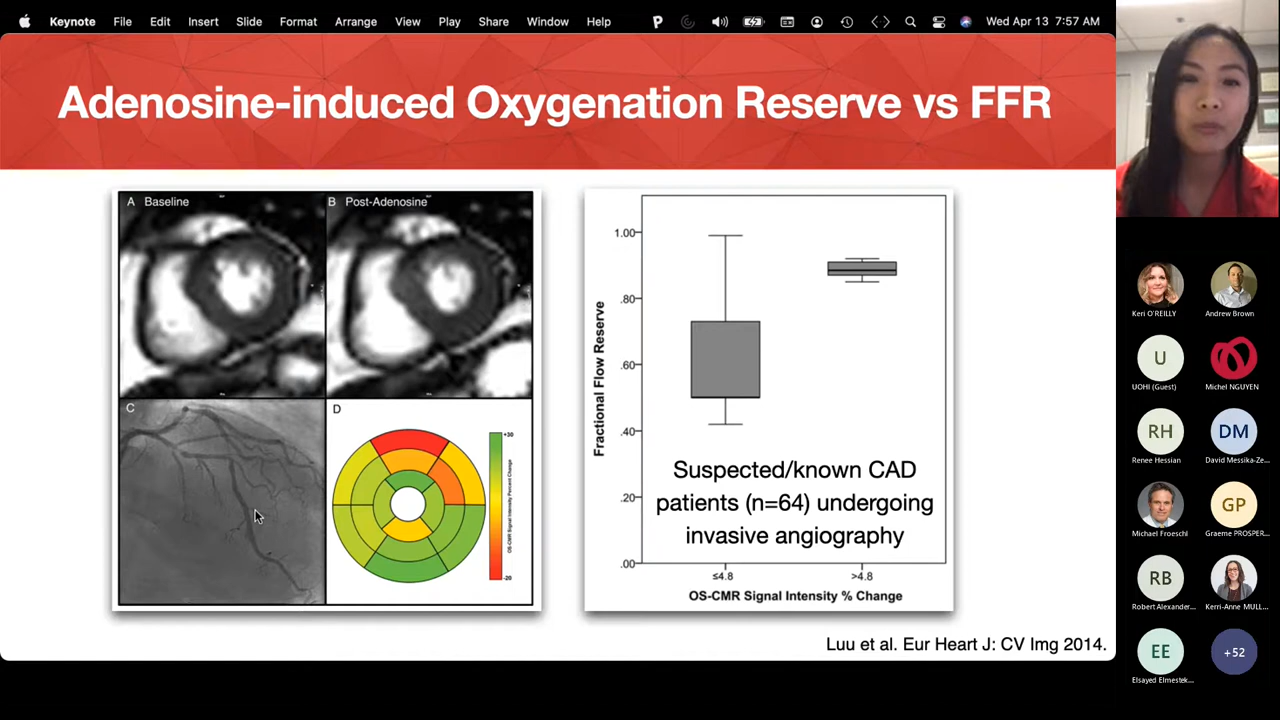 Keynote File Edit Insert Slide Format Arrange View Play Share Window Help Wed Apr 13 7:57 AM
Adenosine-induced Oxygenation Reserve vs FFR
A Baseline
B Post-Adenosine
C
D
+30
OS-CMR Signal Intensity Percent Change
-20
Fractional Flow Reserve
1.00
.80
.60
.40
.20
.00
Suspected/known CAD
patients (n=64) undergoing
invasive angiography
≤4.8
>4.8
OS-CMR Signal Intensity % Change
Luu et al. Eur Heart J: CV Img 2014.
Keri O'REILLY
Andrew Brown
U
UOHI (Guest)
Michel NGUYEN
RH
Renee Hessian
DM
David Messika-Ze...
Michael Froeschl
GP
Graeme PROSPER...
RB
Robert Alexander...
Kerri-Anne MULL...
EE
Elsayed Elmestek...
+52